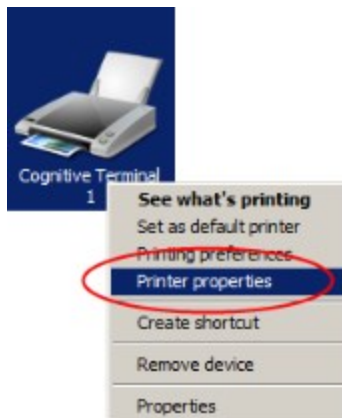 Cognitive Terminal
1
See what's printing
Set as default printer
Printing preferences
Printer properties
Create shortcut
Remove device
Properties